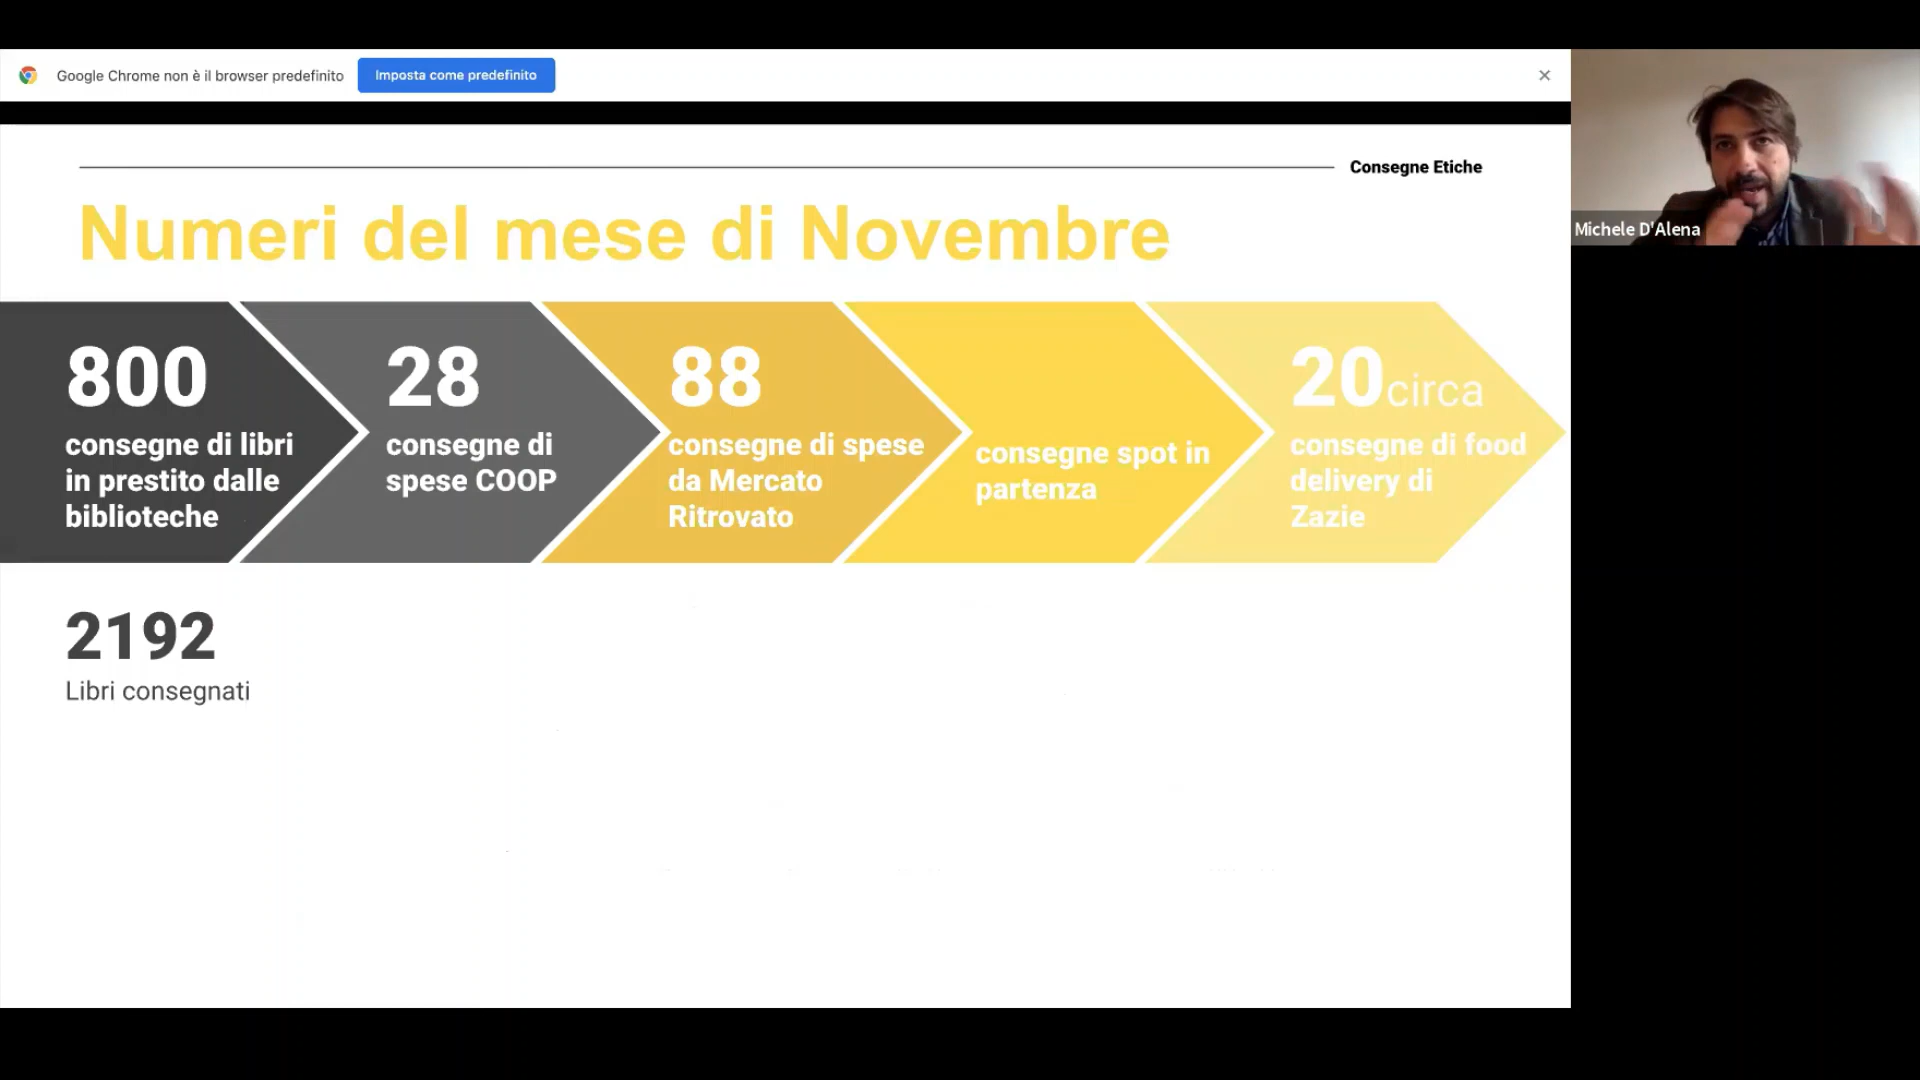 Google Chrome non è il browser predefinito
Imposta come predefinito
Consegne Etiche
Numeri del mese di Novembre
800
consegne di libri
in prestito dalle
biblioteche
28
consegne di
spese COOP
88
consegne di spese
da Mercato
Ritrovato
consegne spot in
partenza
20circa
consegne di food
delivery di
Zazie
2192
Libri consegnati
Michele D'Alena